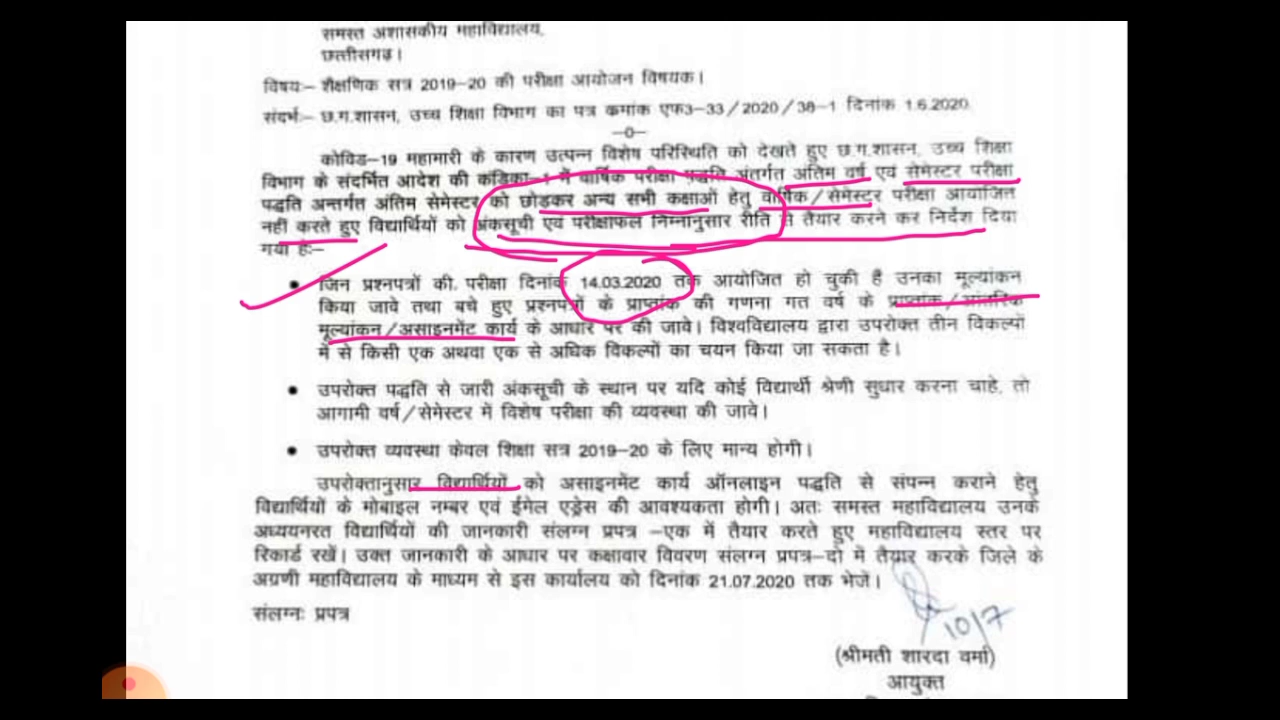 समस्त अशासकीय महाविद्यालय,
छत्तीसगढ़।
विषयः– शैक्षणिक सत्र 2019–20 की परीक्षा आयोजन विषयक।
संदर्भः– छ.ग.शासन, उच्च शिक्षा विभाग का पत्र कमांक एफ3–33/2020/38–1 दिनांक 1.6.2020.
–0–
कोविड–19 महामारी के कारण उत्पन्न विशेष परिस्थिति को देखते हुए छ.ग.शासन, उच्च शिक्षा
विभाग के संदर्भित आदेश की कंडिका–1 में वार्षिक परीक्षा पद्धति अंतर्गत अंतिम वर्ष एवं सेमेस्टर परीक्षा
पद्धति अन्तर्गत अंतिम सेमेस्टर को छोड़कर अन्य सभी कक्षाओं हेतु वार्षिक/सेमेस्टर परीक्षा आयोजित
नहीं करते हुए विद्यार्थियों को अंकसूची एवं परीक्षाफल निम्नानुसार रीति से तैयार करने कर निर्देश दिया
गया है:–
• जिन प्रश्नपत्रों की परीक्षा दिनांक 14.03.2020 तक आयोजित हो चुकी है उनका मूल्यांकन
किया जावे तथा बचे हुए प्रश्नपत्रों के प्राप्तांक की गणना गत वर्ष के प्राप्तांक/आंतरिक
मूल्यांकन/असाइनमेंट कार्य के आधार पर की जावे। विश्वविद्यालय द्वारा उपरोक्त तीन विकल्पों
में से किसी एक अथवा एक से अधिक विकल्पों का चयन किया जा सकता है।
• उपरोक्त पद्धति से जारी अंकसूची के स्थान पर यदि कोई विद्यार्थी श्रेणी सुधार करना चाहे, तो
आगामी वर्ष/सेमेस्टर में विशेष परीक्षा की व्यवस्था की जावे।
• उपरोक्त व्यवस्था केवल शिक्षा सत्र 2019–20 के लिए मान्य होगी।
उपरोक्तानुसार विद्यार्थियों को असाइनमेंट कार्य ऑनलाइन पद्धति से संपन्न कराने हेतु
विद्यार्थियों के मोबाइल नम्बर एवं ईमेल एड्रेस की आवश्यकता होगी। अतः समस्त महाविद्यालय उनके
अध्ययनरत विद्यार्थियों की जानकारी संलग्न प्रपत्र –एक में तैयार करते हुए महाविद्यालय स्तर पर
रिकार्ड रखें। उक्त जानकारी के आधार पर कक्षावार विवरण संलग्न प्रपत्र–दो में तैयार करके जिले के
अग्रणी महाविद्यालय के माध्यम से इस कार्यालय को दिनांक 21.07.2020 तक भेजें।
संलग्नः प्रपत्र
10/7
(श्रीमती शारदा वर्मा)
आयुक्त